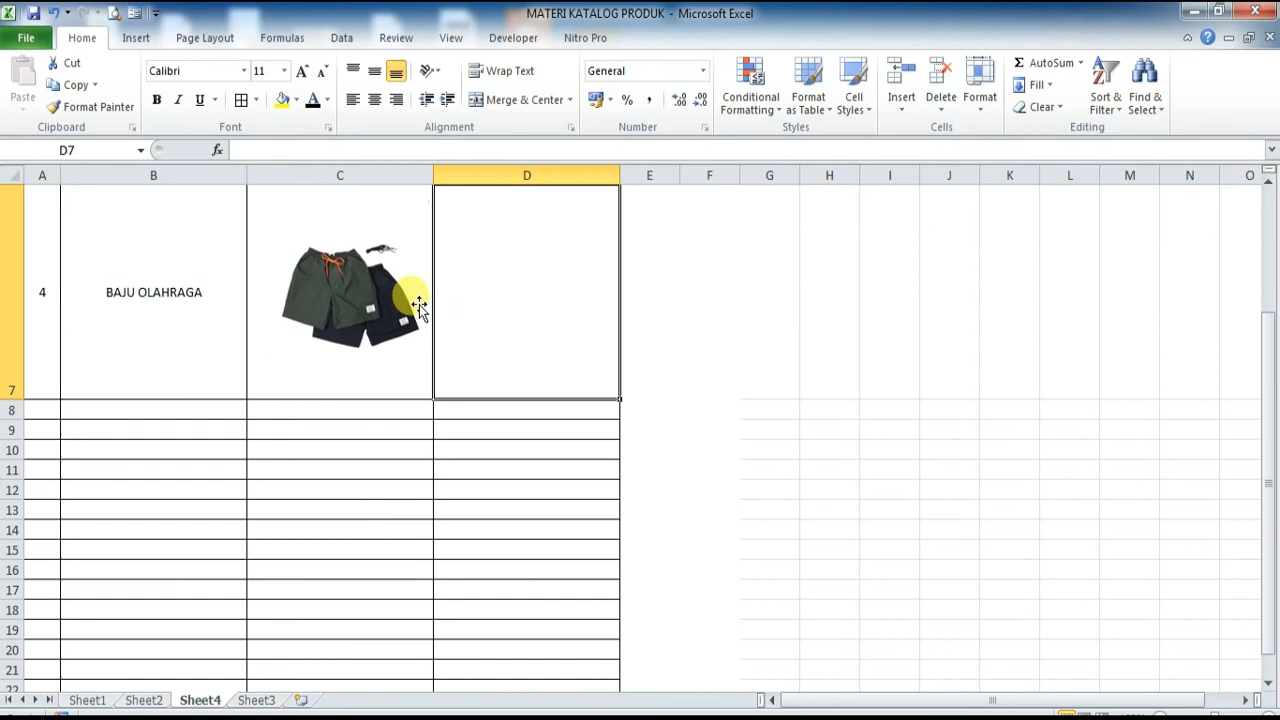 MATERI KATALOG PRODUK - Microsoft Excel
File Home Insert Page Layout Formulas Data Review View Developer Nitro Pro
Paste
Cut
Copy
Format Painter
Clipboard
Calibri 11
B I U A
Font
Wrap Text
Merge & Center
Alignment
General
% ,
Number
Conditional Formatting
Format as Table
Cell Styles
Styles
Insert
Delete
Format
Cells
AutoSum
Fill
Clear
Sort & Filter
Find & Select
Editing
D7 fx
A B C D E F G H I J K L M N O
4 BAJU OLAHRAGA
7
8
9
10
11
12
13
14
15
16
17
18
19
20
21
22
Sheet1 Sheet2 Sheet4 Sheet3